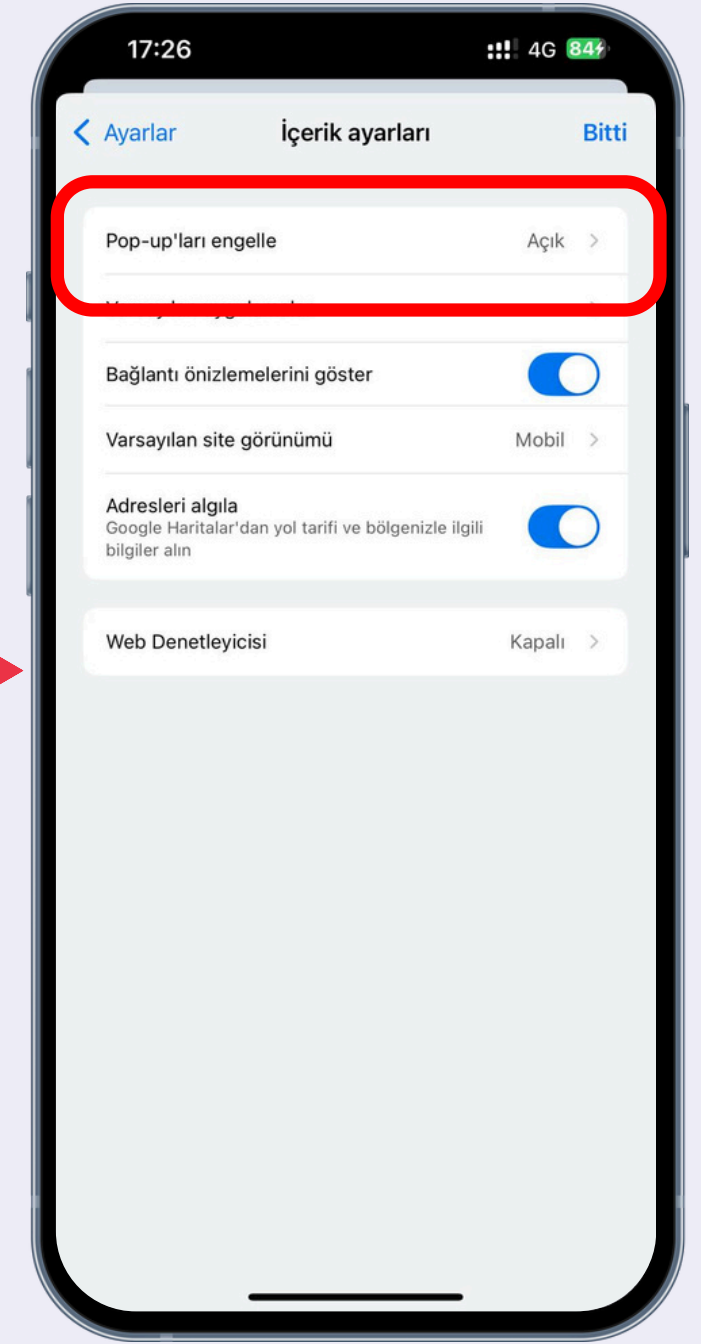 17:26
4G 84
Ayarlar İçerik ayarları Bitti
Pop-up'ları engelle Açık
Bağlantı önizlemelerini göster
Varsayılan site görünümü Mobil
Adresleri algıla
Google Haritalar'dan yol tarifi ve bölgenizle ilgili
bilgiler alın
Web Denetleyicisi Kapalı